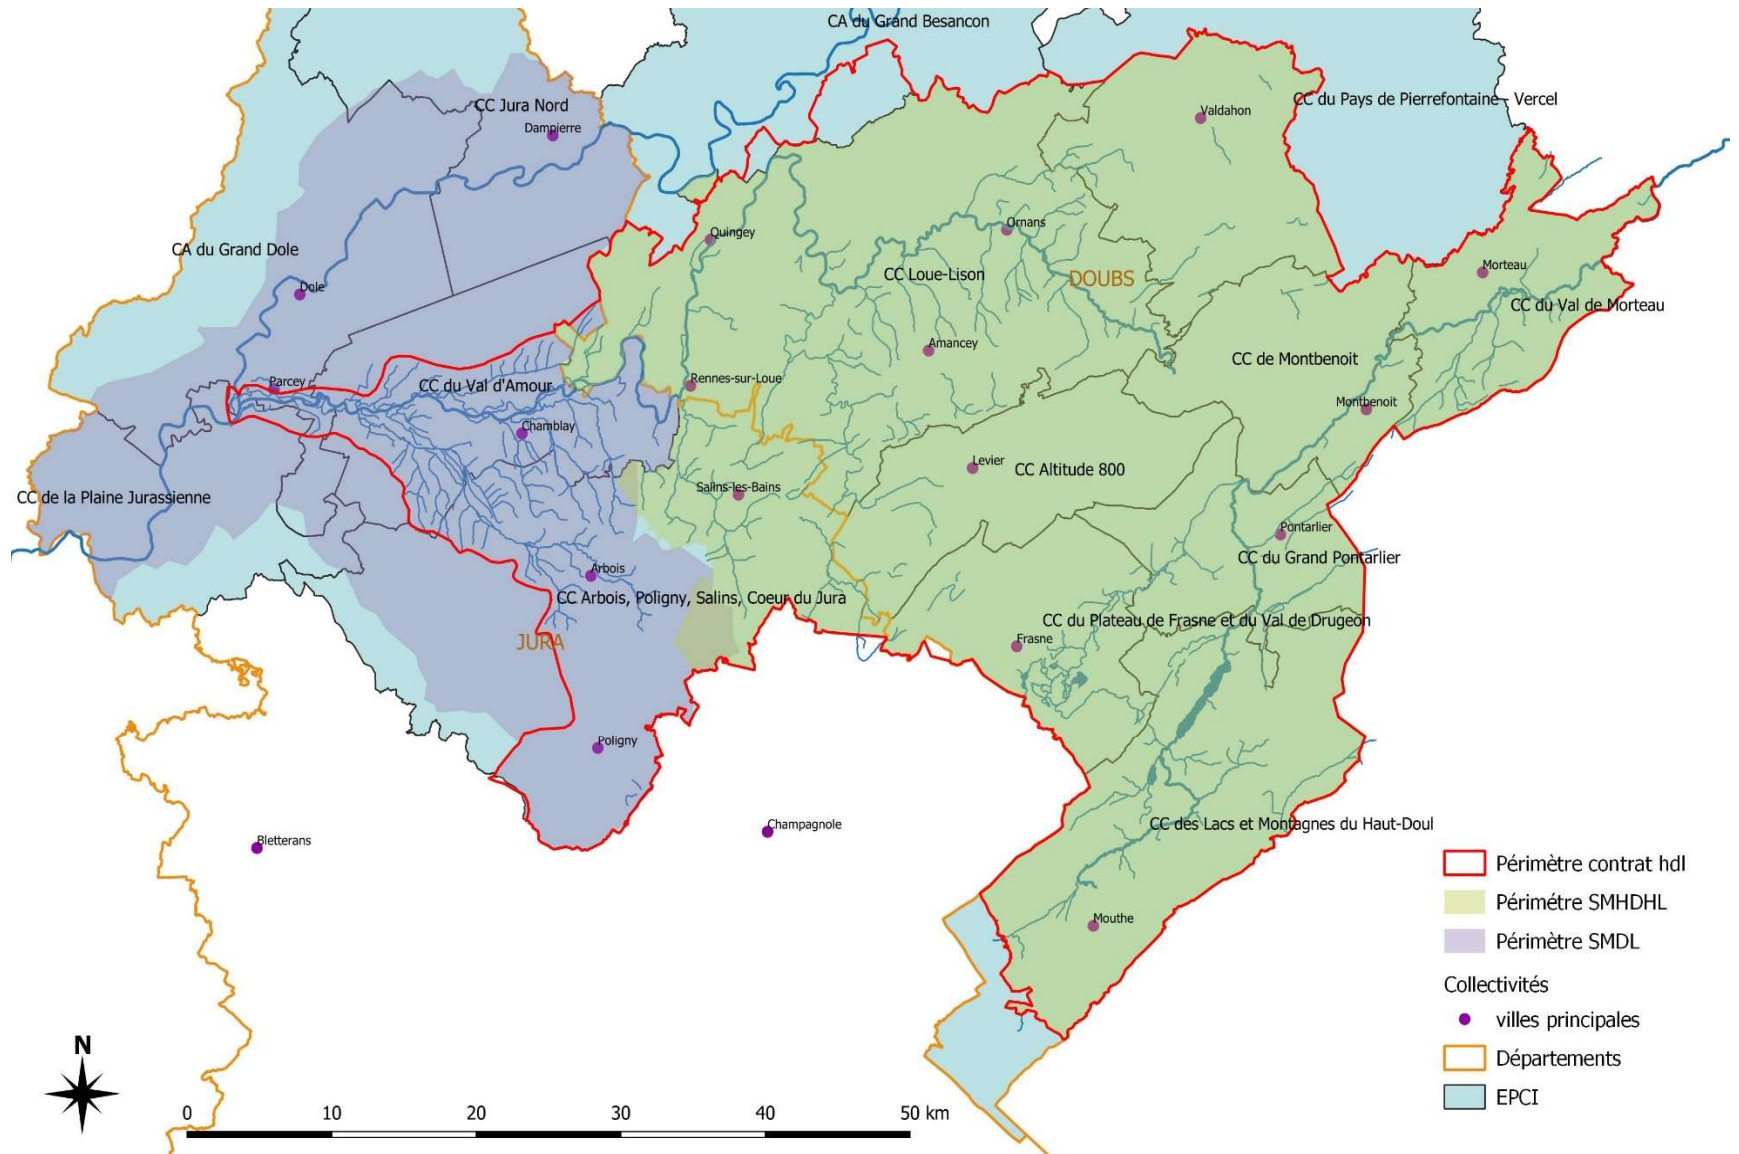 CA du Grand Besançon
CC Jura Nord
Dampierre
CC du Pays de Pierrefontaine - Vercel
Valdahon
CA du Grand Dole
Quingey
Ornans
CC Loue-Lison
DOUBS
Morteau
Dole
CC du Val de Morteau
Amancey
CC de Montbenoit
Parcey
CC du Val d'Amour
Rennes-sur-Loue
Montbenoit
Chamblay
Levier
CC Altitude 800
CC de la Plaine Jurassienne
Salins-les-Bains
Pontarlier
CC du Grand Pontarlier
Arbois
CC Arbois, Poligny, Salins, Coeur du Jura
CC du Plateau de Frasne et du Val de Drugeon
JURA
Frasne
Poligny
Champagnole
CC des Lacs et Montagnes du Haut-Doul
Bletterans
Mouthe
Périmètre contrat hdl
Périmétre SMHDHL
Périmètre SMDL
Collectivités
villes principales
Départements
EPCI
N
0 10 20 30 40 50 km